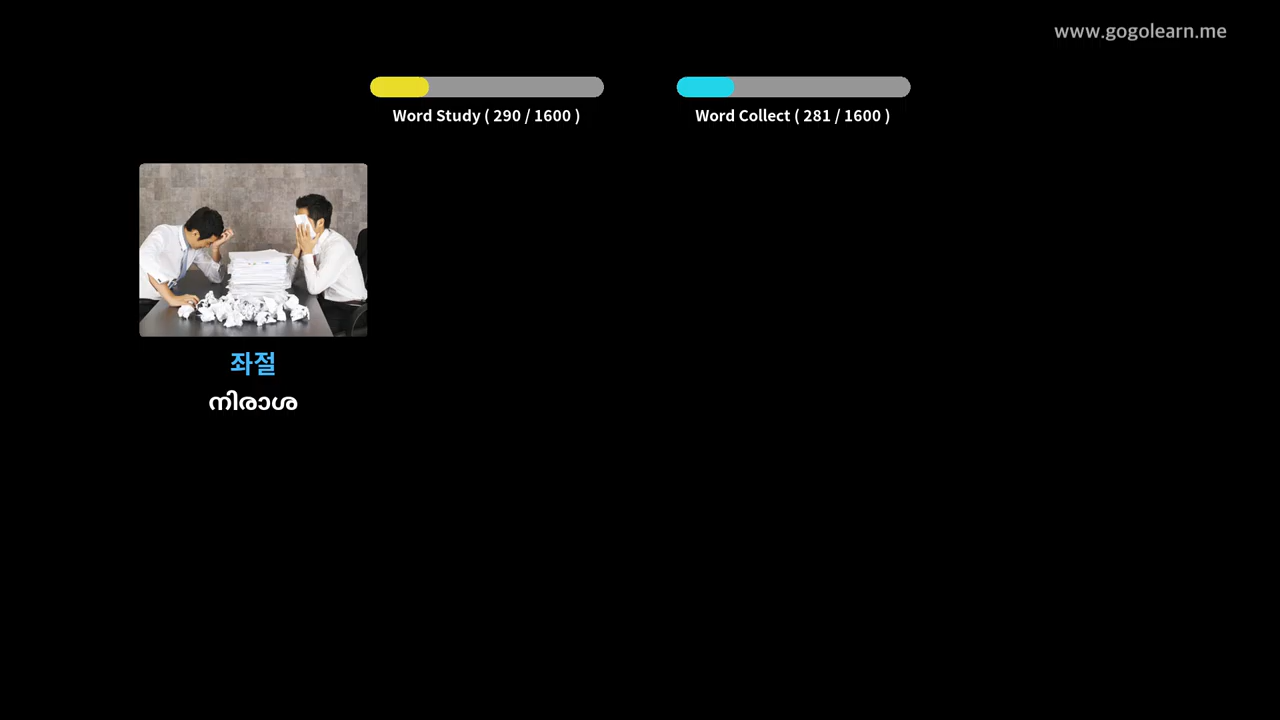 www.gogolearn.me
Word Study ( 290 / 1600 )
Word Collect ( 281 / 1600 )
좌절
നിരാശ